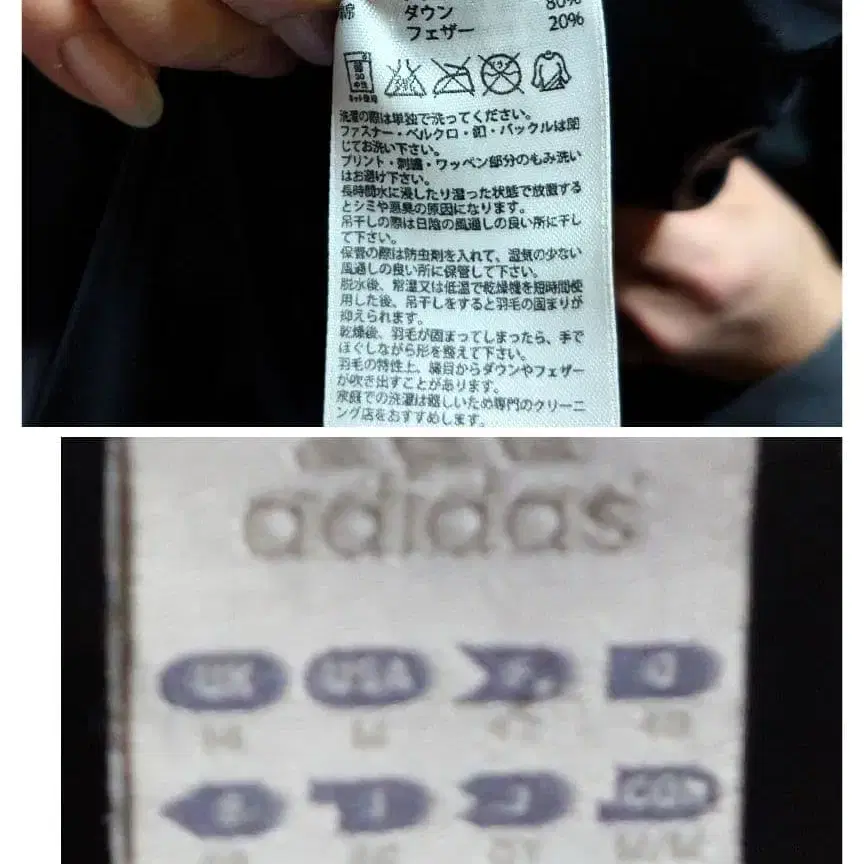 綿
80%
ダウン
フェザー 20%
洗濯の際は単独で洗ってください。
ファスナー・ベルクロ・釦・バックルは閉
じてお洗い下さい。
プリント・刺繍・ワッペン部分のもみ洗い
はお避け下さい。
長時間水に浸したり湿った状態で放置する
とシミや悪臭の原因になります。
吊干しの際は日陰の風通しの良い所に干し
て下さい。
保管の際は防虫剤を入れて、湿気の少ない
風通しの良い所に保管して下さい。
脱水後、常温又は低温で乾燥機を短時間使
用した後、吊干しをすると羽毛の固まりが
抑えられます。
乾燥後、羽毛が固まってしまったら、手で
ほぐしながら形を整えて下さい。
羽毛の特性上、縫目からダウンやフェザー
が吹き出すことがあります。
家庭での洗濯は難しいため専門のクリーニ
ング店をおすすめします。
adidas
UK USA F D
E I J